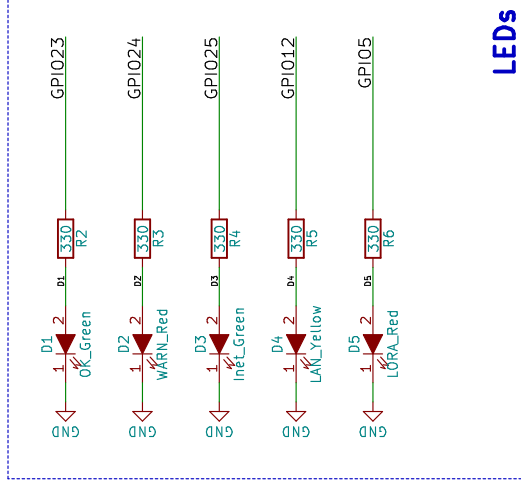 LEDs
GPIO23
GPIO24
GPIO25
GPIO12
GPIO5
330
R2
330
R3
330
R4
330
R5
330
R6
D1
D2
D3
D4
D5
2
D1
OK_Green
1
2
D2
WARN_Red
1
2
D3
Inet_Green
1
2
D4
LAN_Yellow
1
2
D5
LORA_Red
1
GND
GND
GND
GND
GND